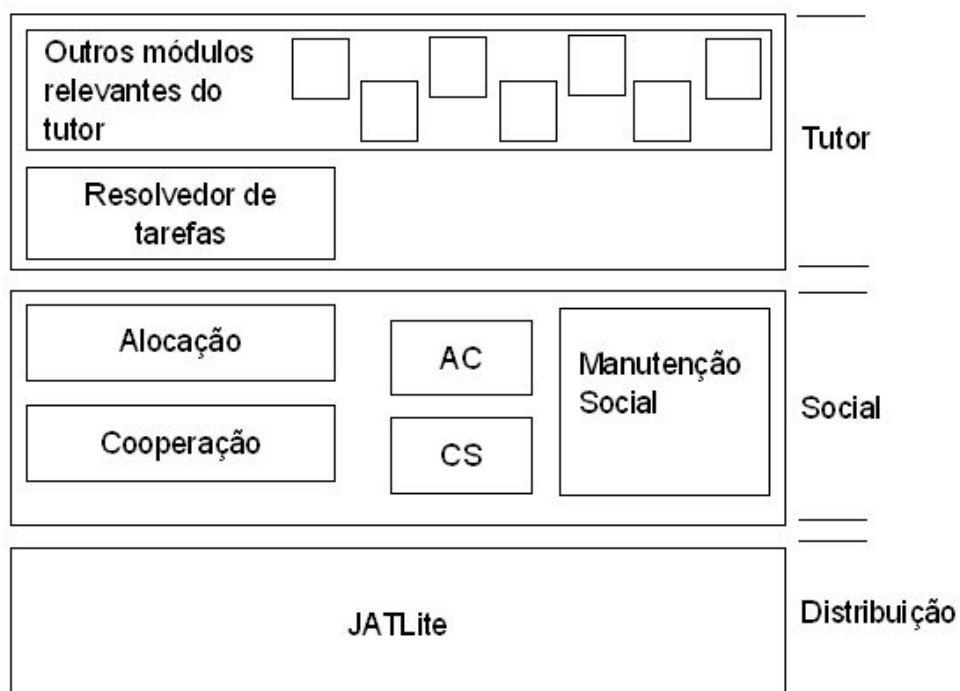 Outros módulos
relevantes do
tutor
Resolvedor de
tarefas
Tutor
Alocação
Cooperação
AC
CS
Manutenção
Social
Social
JATLite
Distribuição